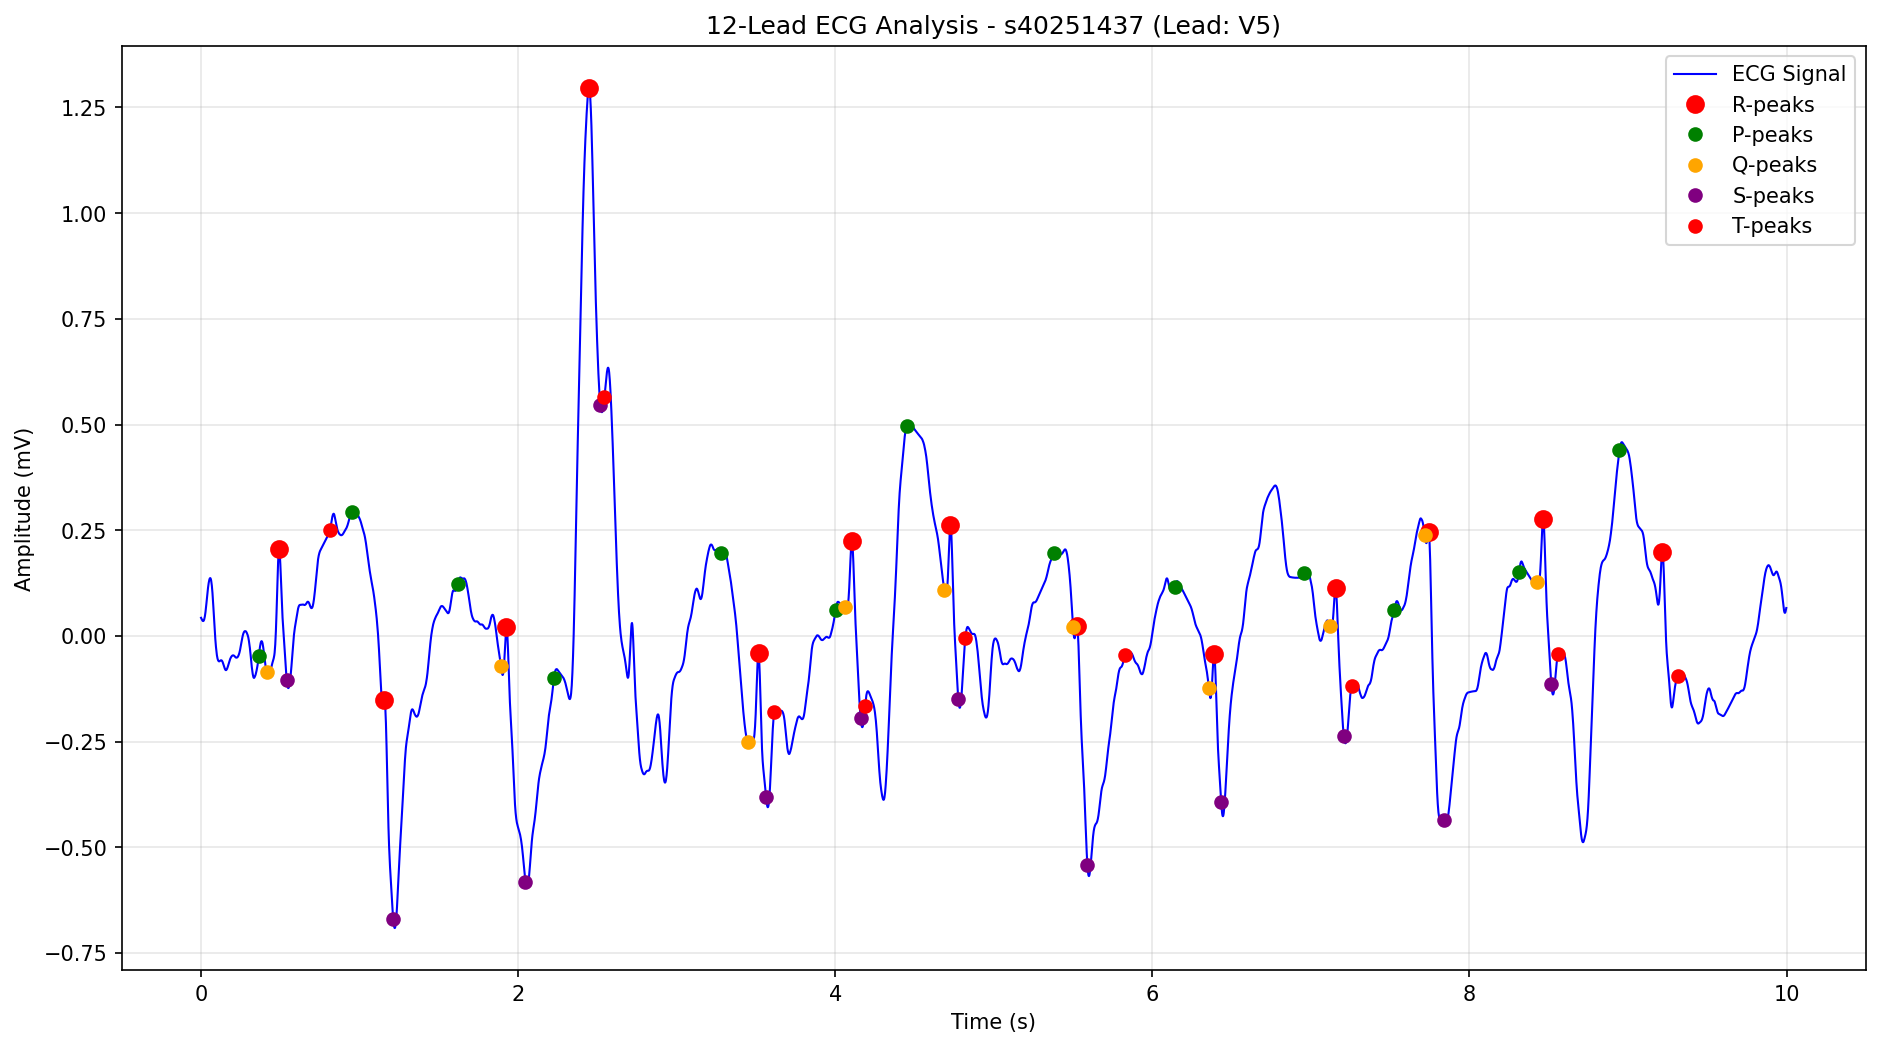 12-Lead ECG Analysis - s40251437 (Lead: V5)
ECG Signal
R-peaks
P-peaks
Q-peaks
S-peaks
T-peaks
1.25
1.00
0.75
0.50
0.25
0.00
−0.25
−0.50
−0.75
Amplitude (mV)
0 2 4 6 8 10
Time (s)